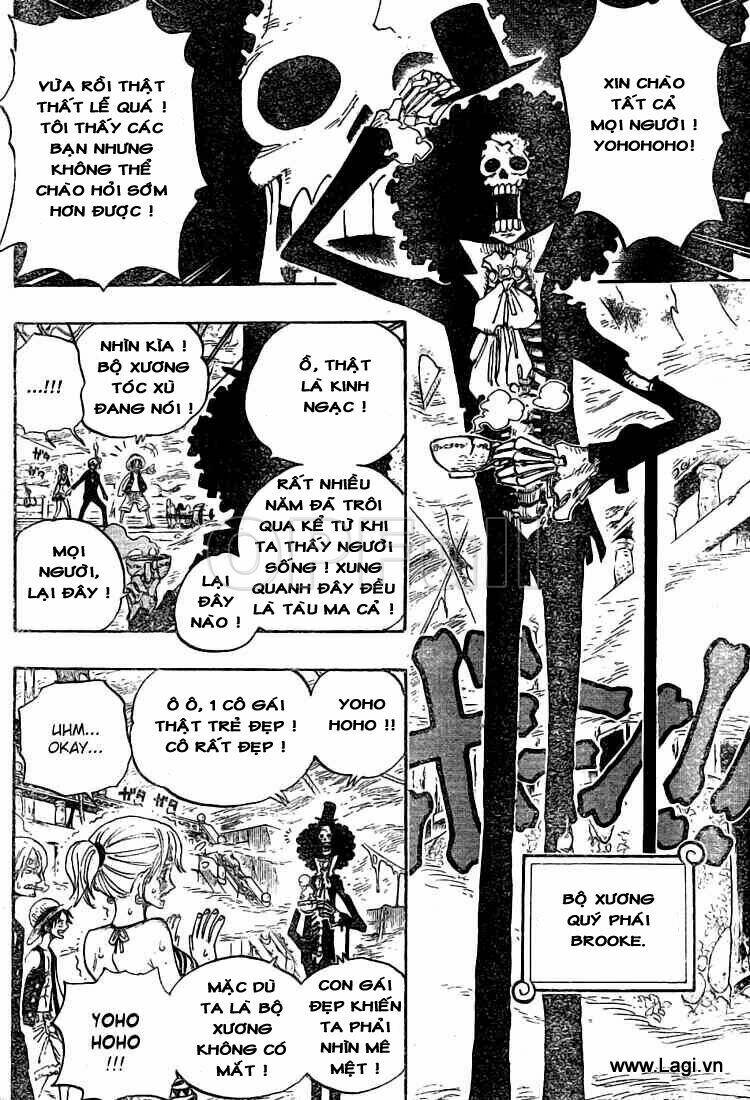 XIN CHÀO
TẤT CẢ
MỌI NGƯỜI !
YOHOHOHO!
VỪA RỒI THẬT
THẤT LỄ QUÁ !
TÔI THẤY CÁC
BẠN NHƯNG
KHÔNG THỂ
CHÀO HỎI SỚM
HƠN ĐƯỢC !
Ồ, THẬT
LÀ KINH
NGẠC !
NHÌN KÌA !
BỘ XƯƠNG
TÓC XÙ
ĐANG NÓI !
...!!!
RẤT NHIỀU
NĂM ĐÃ TRÔI
QUA KỂ TỪ KHI
TA THẤY NGƯỜI
SỐNG ! XUNG
QUANH ĐÂY ĐỀU
LÀ TÀU MA CẢ !
LẠI
ĐÂY
NÀO !
MỌI
NGƯỜI,
LẠI ĐÂY !
YOHO
HOHO !!
Ô Ô, 1 CÔ GÁI
THẬT TRẺ ĐẸP !
CÔ RẤT ĐẸP !
UHM...
OKAY...
ガタ ガタ
CON GÁI
ĐẸP KHIẾN
TA PHẢI
NHÌN MÊ
MỆT !
MẶC DÙ
TA LÀ BỘ
XƯƠNG
KHÔNG CÓ
MẮT !
YOHO
HOHO
!!!
BỘ XƯƠNG
QUÝ PHÁI
BROOKE.
www.Lagi.vn